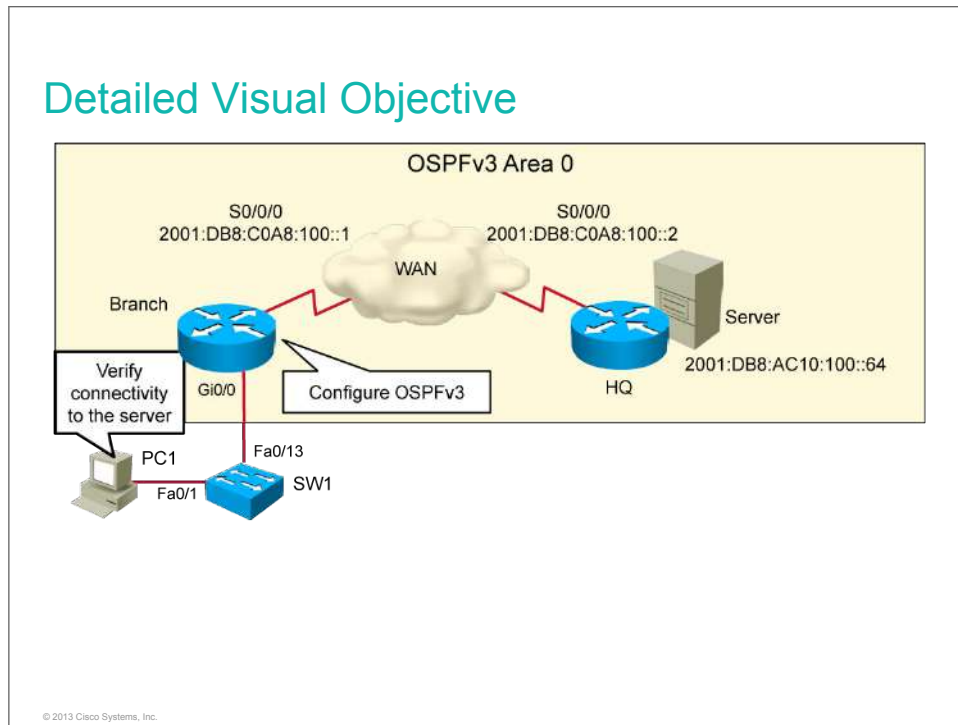 Detailed Visual Objective
OSPFv3 Area 0
S0/0/0
2001:DB8:C0A8:100::1
S0/0/0
2001:DB8:C0A8:100::2
WAN
Branch
Server
2001:DB8:AC10:100::64
HQ
Verify
connectivity
to the server
Gi0/0
Configure OSPFv3
PC1
Fa0/13
Fa0/1
SW1
© 2013 Cisco Systems, Inc.